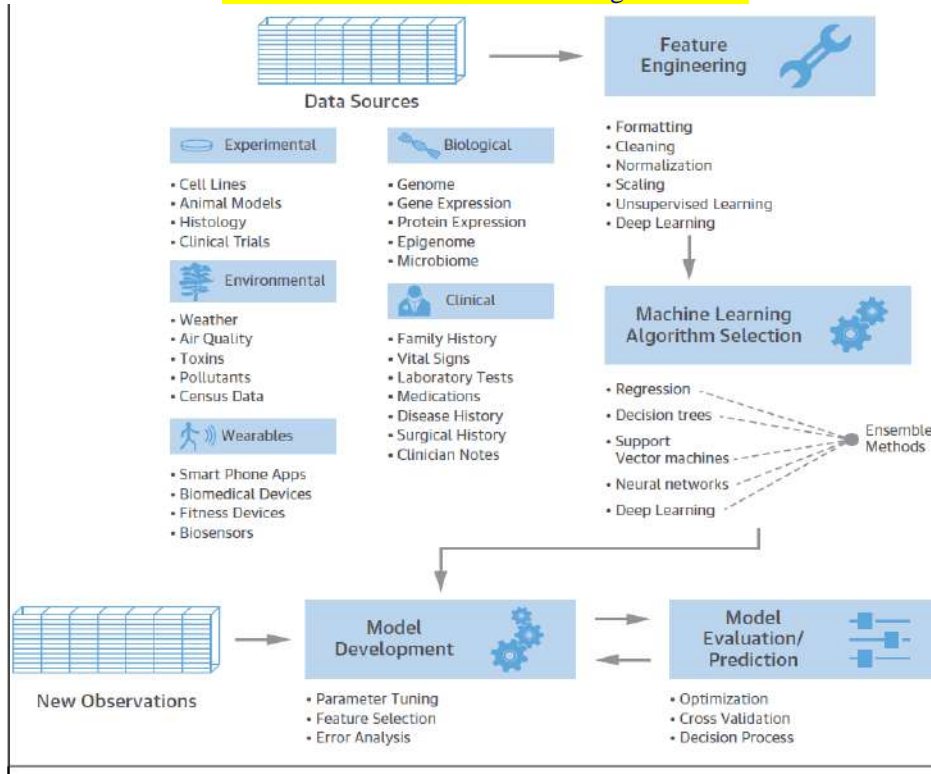 Data Sources
Feature
Engineering
• Formatting
• Cleaning
• Normalization
• Scaling
• Unsupervised Learning
• Deep Learning
Experimental
• Cell Lines
• Animal Models
• Histology
• Clinical Trials
Biological
• Genome
• Gene Expression
• Protein Expression
• Epigenome
• Microbiome
Environmental
• Weather
• Air Quality
• Toxins
• Pollutants
• Census Data
Clinical
• Family History
• Vital Signs
• Laboratory Tests
• Medications
• Disease History
• Surgical History
• Clinician Notes
Wearables
• Smart Phone Apps
• Biomedical Devices
• Fitness Devices
• Biosensors
Machine Learning
Algorithm Selection
• Regression
• Decision trees
• Support
Vector machines
• Neural networks
• Deep Learning
Ensemble
Methods
New Observations
Model
Development
• Parameter Tuning
• Feature Selection
• Error Analysis
Model
Evaluation/
Prediction
• Optimization
• Cross Validation
• Decision Process